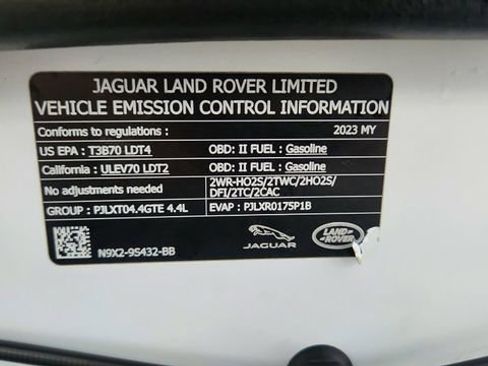 JAGUAR LAND ROVER LIMITED
VEHICLE EMISSION CONTROL INFORMATION
Conforms to regulations : 2023 MY
US EPA : T3B70 LDT4 OBD: II FUEL : Gasoline
California : ULEV70 LDT2 OBD: II FUEL : Gasoline
No adjustments needed 2WR-HO2S/2TWC/2HO2S/
DFI/2TC/2CAC
GROUP : PJLXT04.4GTE 4.4L EVAP : PJLXR0175P1B
N9X2-9S432-BB JAGUAR LAND ROVER